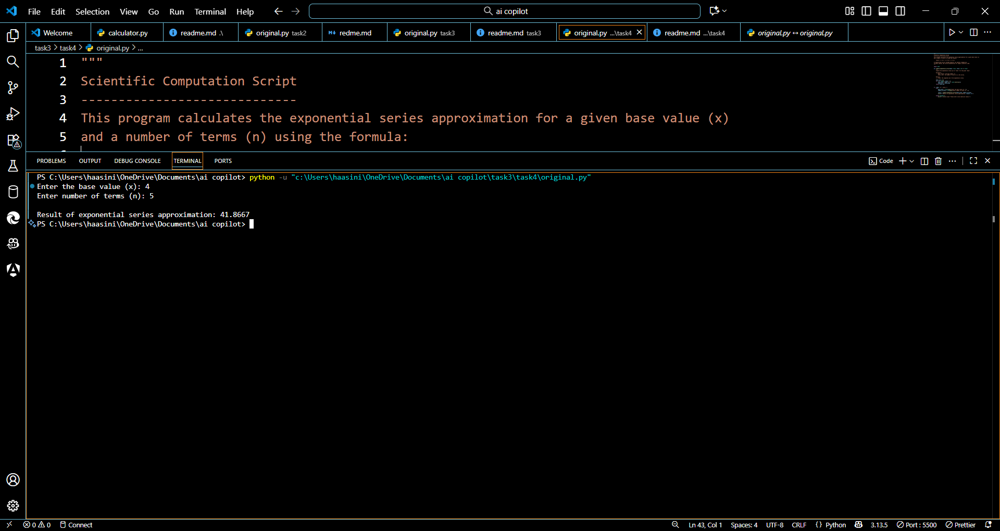 File Edit Selection View Go Run Terminal Help
ai copilot
Welcome
calculator.py
readme.md .\
original.py task2
redme.md
original.py task3
readme.md task3
original.py ...\task4
readme.md ...\task4
original.py ↔ original.py
task3 > task4 > original.py > ...
1 """
2 Scientific Computation Script
3 -----------------------------
4 This program calculates the exponential series approximation for a given base value (x)
5 and a number of terms (n) using the formula:
PROBLEMS OUTPUT DEBUG CONSOLE TERMINAL PORTS
Code
PS C:\Users\haasini\OneDrive\Documents\ai copilot> python -u "c:\Users\haasini\OneDrive\Documents\ai copilot\task3\task4\original.py"
Enter the base value (x): 4
Enter number of terms (n): 5
Result of exponential series approximation: 41.8667
PS C:\Users\haasini\OneDrive\Documents\ai copilot>
0 0 Connect
Ln 43, Col 1 Spaces: 4 UTF-8 CRLF {} Python 3.13.5 Port : 5500 Prettier